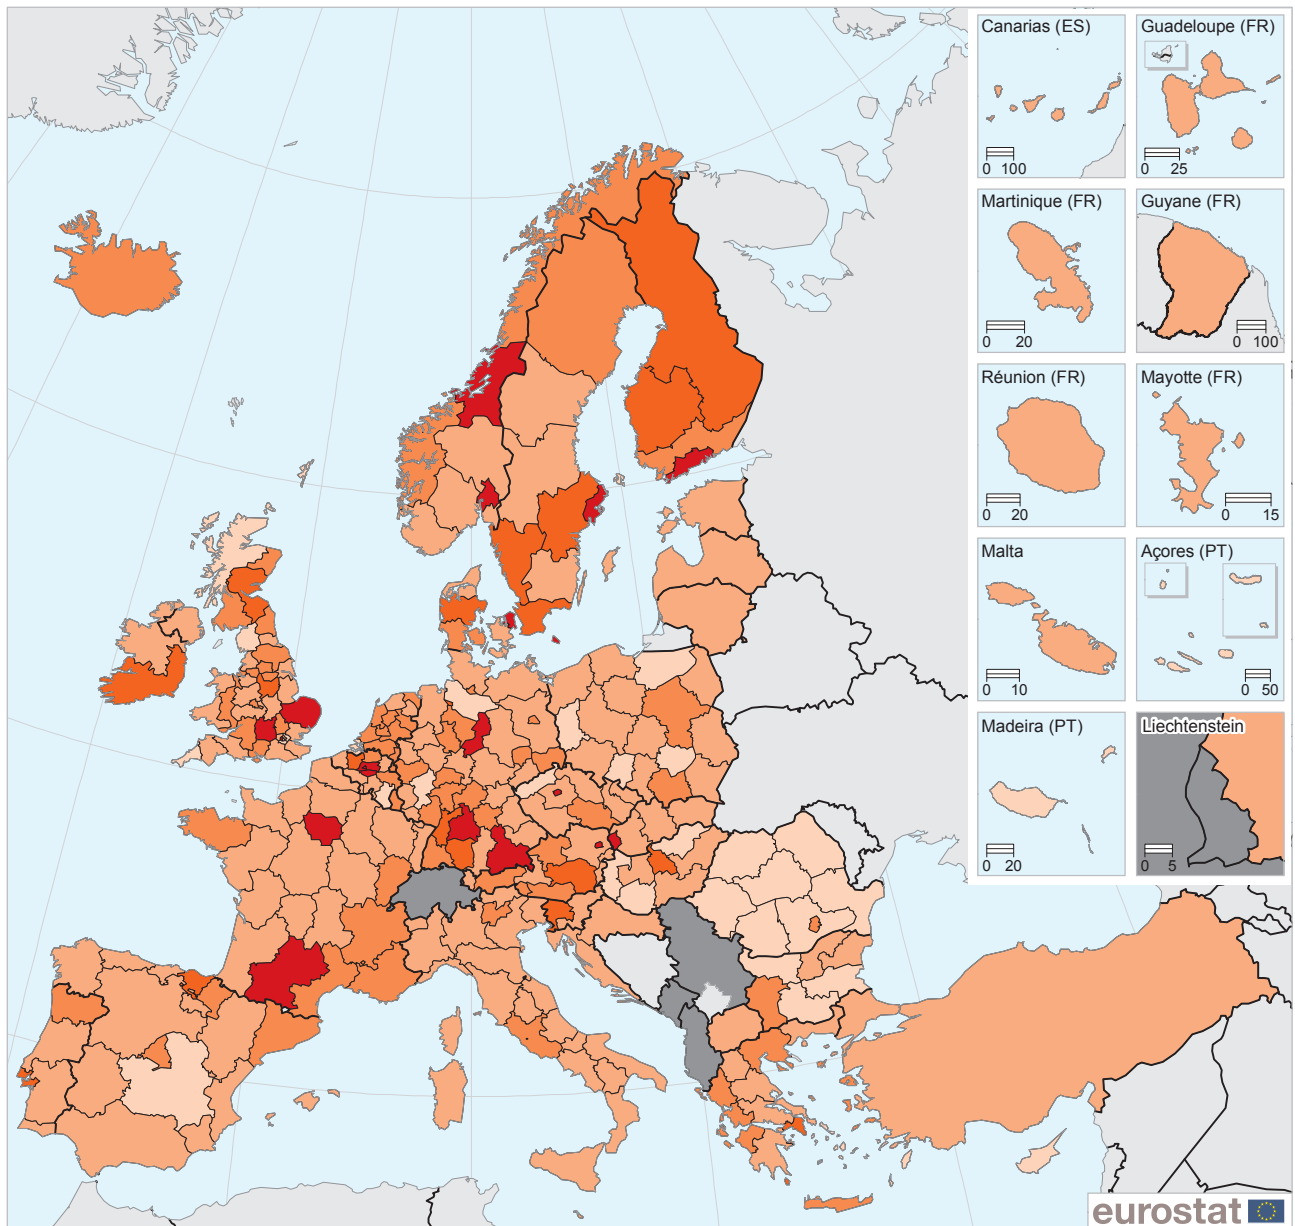 Canarias (ES)
0 100
Guadeloupe (FR)
0 25
Martinique (FR)
0 20
Guyane (FR)
0 100
Réunion (FR)
0 20
Mayotte (FR)
0 15
Malta
0 10
Açores (PT)
0 50
Madeira (PT)
0 20
Liechtenstein
0 5
eurostat